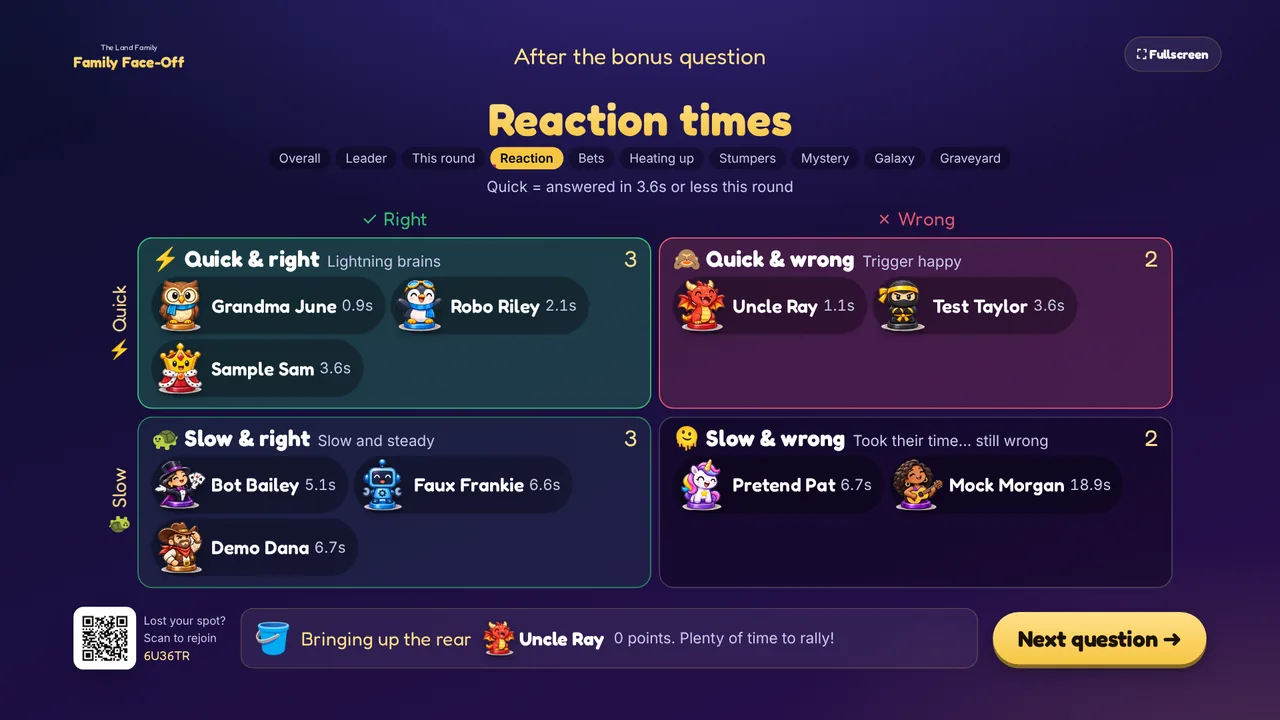 The Land Family
Family Face-Off
After the bonus question
Fullscreen
Reaction times
Overall
Leader
This round
Reaction
Bets
Heating up
Stumpers
Mystery
Galaxy
Graveyard
Quick = answered in 3.6s or less this round
✓ Right
✕ Wrong
Quick
Quick & right Lightning brains 3
Grandma June 0.9s
Robo Riley 2.1s
Sample Sam 3.6s
Quick & wrong Trigger happy 2
Uncle Ray 1.1s
Test Taylor 3.6s
Slow
Slow & right Slow and steady 3
Bot Bailey 5.1s
Faux Frankie 6.6s
Demo Dana 6.7s
Slow & wrong Took their time... still wrong 2
Pretend Pat 6.7s
Mock Morgan 18.9s
Lost your spot?
Scan to rejoin
6U36TR
Bringing up the rear Uncle Ray 0 points. Plenty of time to rally!
Next question →